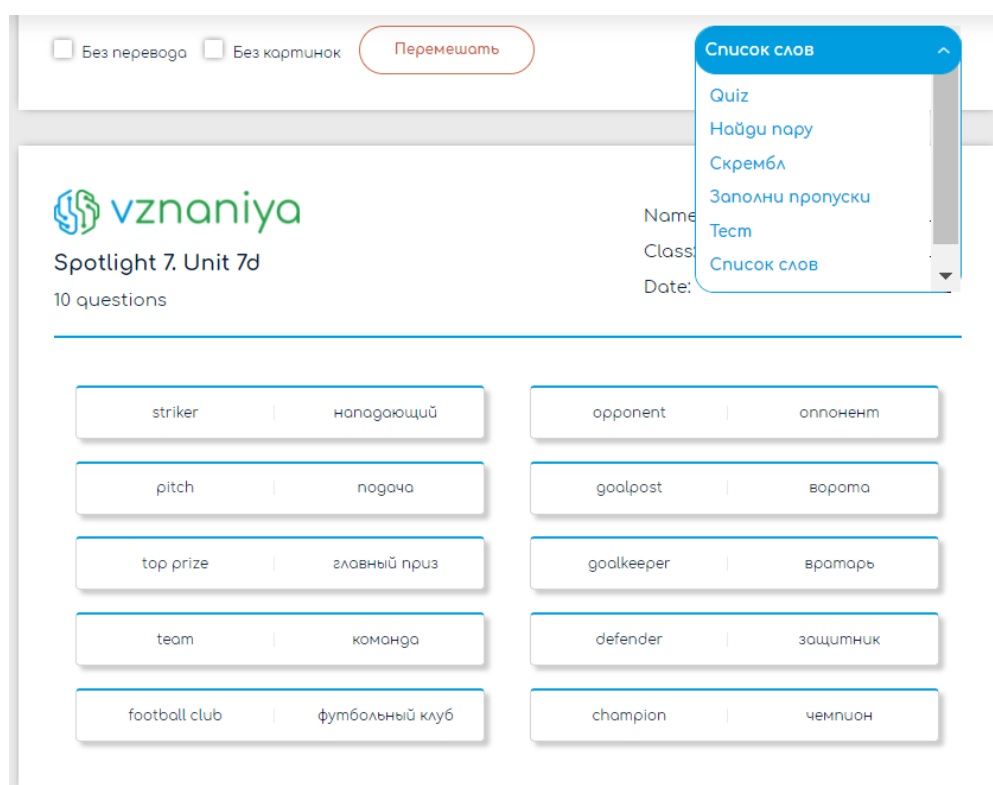 Без перевода Без картинок Перемешать Список слов
Quiz
Найди пару
Скрембл
Заполни пропуски
Тест
Список слов
vznaniya
Spotlight 7. Unit 7d
10 questions
Name
Class:
Date:
striker нападающий
opponent оппонент
pitch подача
goalpost ворота
top prize главный приз
goalkeeper вратарь
team команда
defender защитник
football club футбольный клуб
champion чемпион